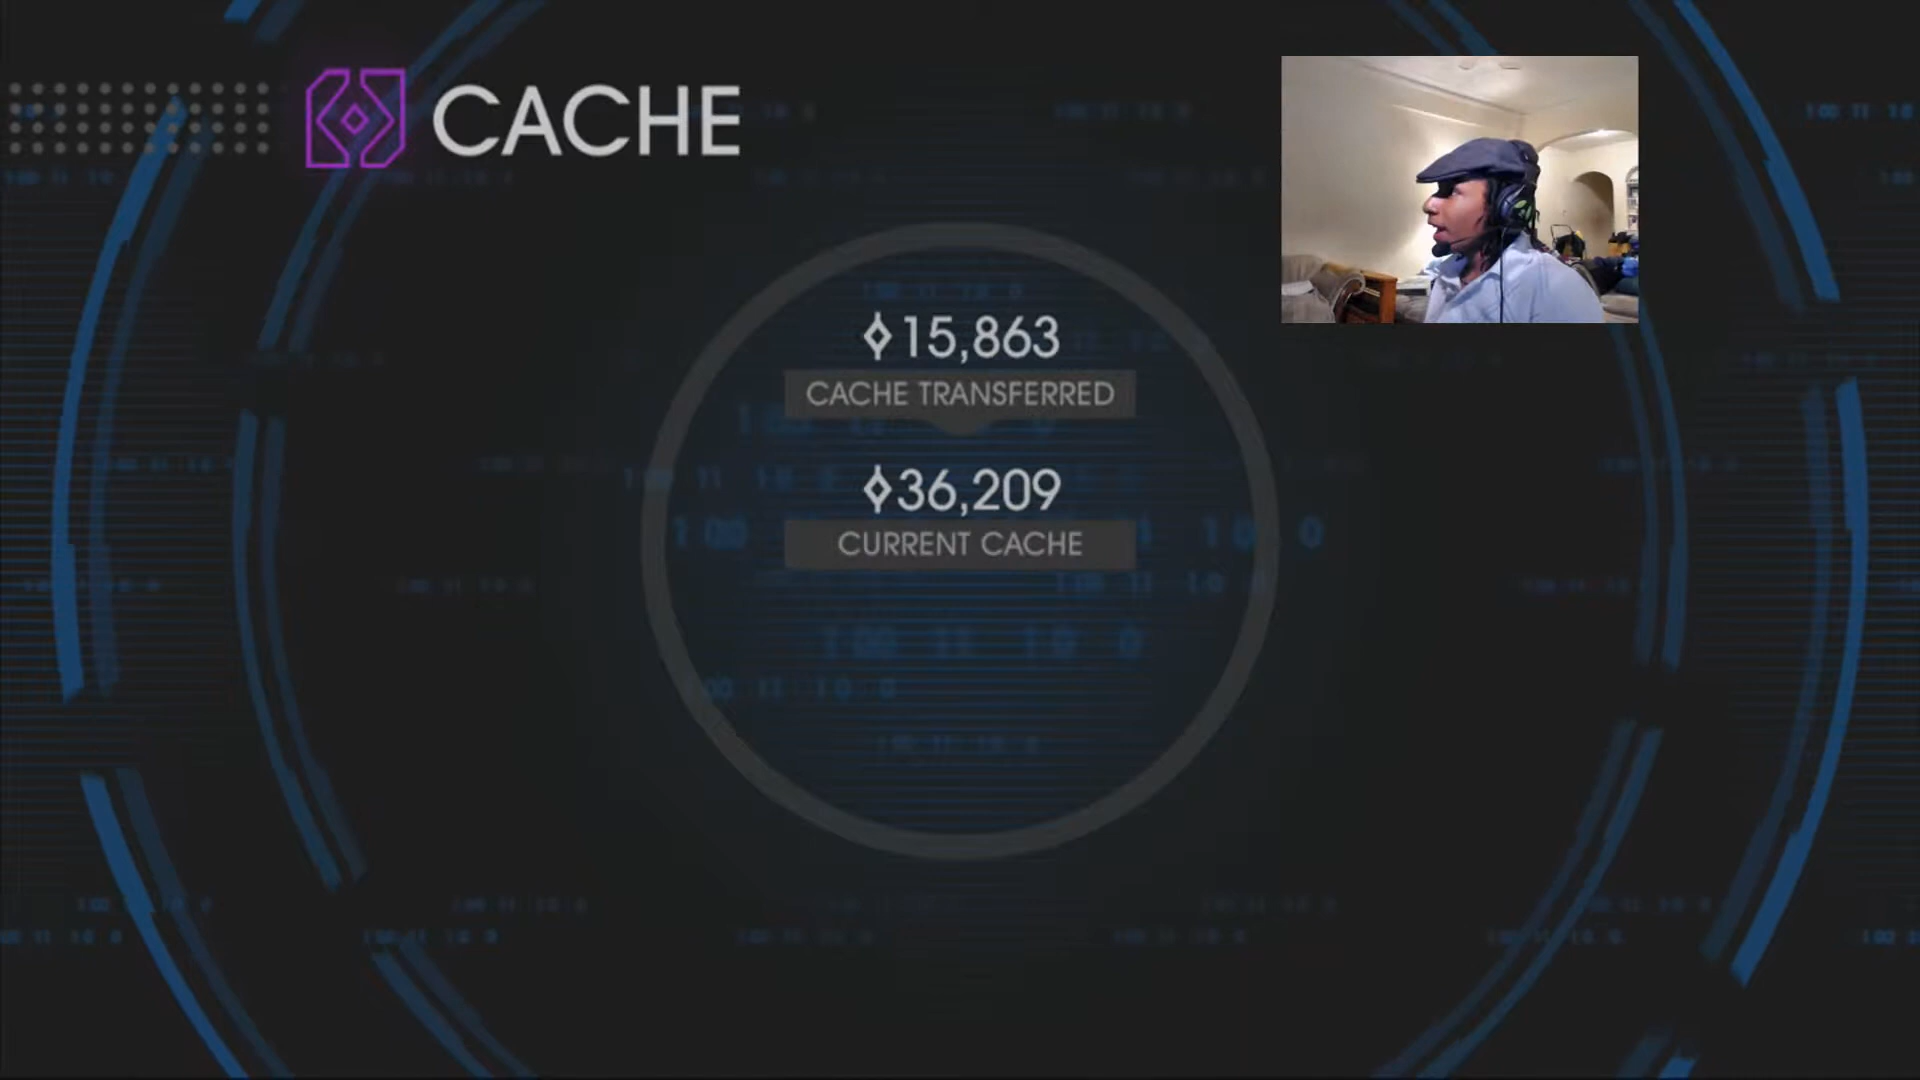 CACHE
15,863
CACHE TRANSFERRED
36,209
CURRENT CACHE